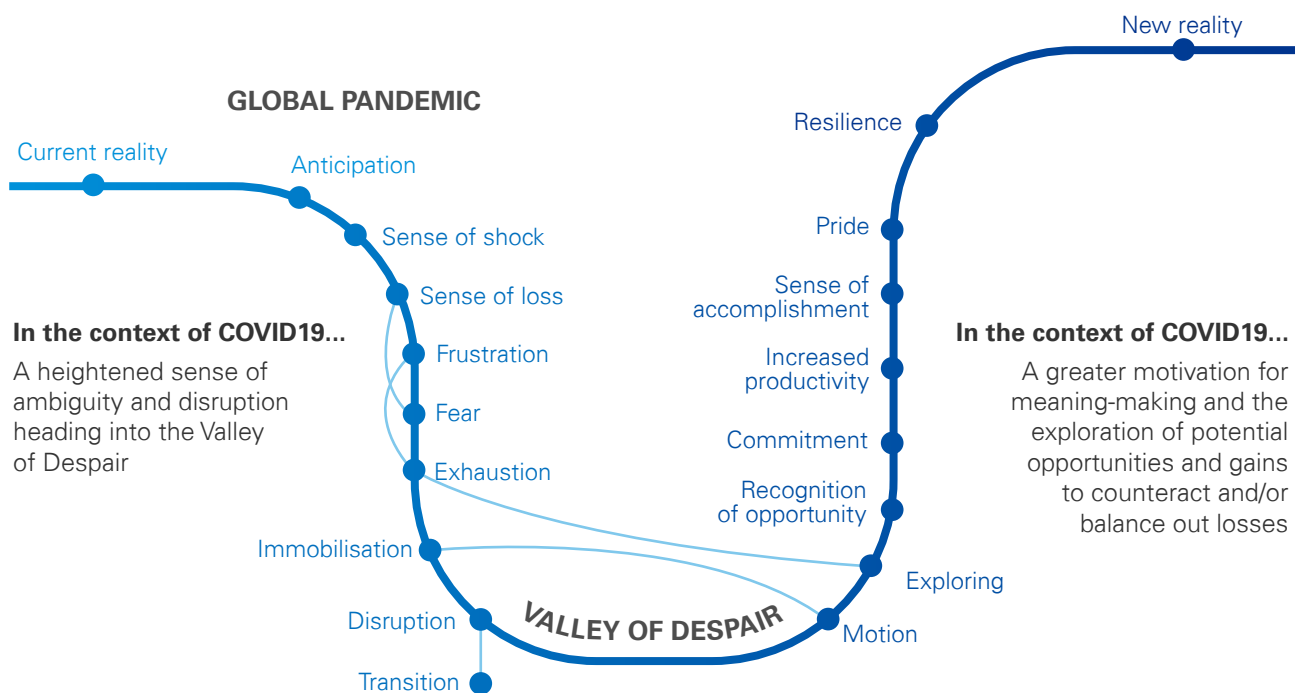 New reality
GLOBAL PANDEMIC
Resilience
Current reality
Anticipation
Pride
Sense of shock
Sense of loss
Sense of
accomplishment
In the context of COVID19...
A heightened sense of
ambiguity and disruption
heading into the Valley
of Despair
Frustration
Increased
productivity
In the context of COVID19...
A greater motivation for
meaning-making and the
exploration of potential
opportunities and gains
to counteract and/or
balance out losses
Fear
Commitment
Exhaustion
Recognition
of opportunity
Immobilisation
Exploring
Disruption
VALLEY OF DESPAIR
Motion
Transition